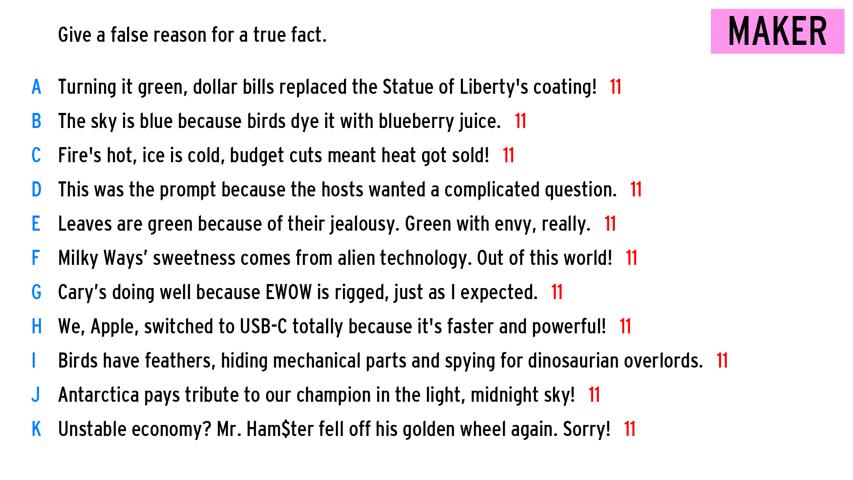 Give a false reason for a true fact.
MAKER
A Turning it green, dollar bills replaced the Statue of Liberty's coating! 11
B The sky is blue because birds dye it with blueberry juice. 11
C Fire's hot, ice is cold, budget cuts meant heat got sold! 11
D This was the prompt because the hosts wanted a complicated question. 11
E Leaves are green because of their jealousy. Green with envy, really. 11
F Milky Ways’ sweetness comes from alien technology. Out of this world! 11
G Cary’s doing well because EWOW is rigged, just as I expected. 11
H We, Apple, switched to USB-C totally because it's faster and powerful! 11
I Birds have feathers, hiding mechanical parts and spying for dinosaurian overlords. 11
J Antarctica pays tribute to our champion in the light, midnight sky! 11
K Unstable economy? Mr. Ham$ter fell off his golden wheel again. Sorry! 11